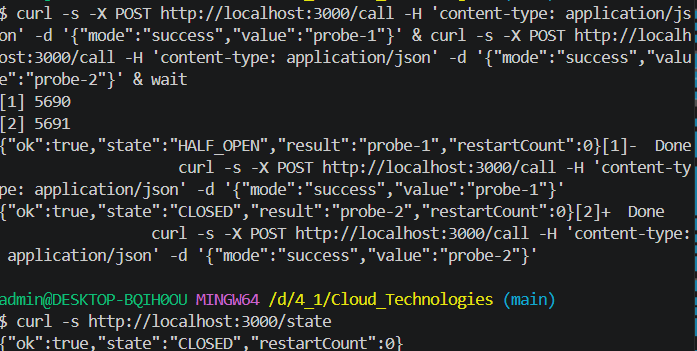 $ curl -s -X POST http://localhost:3000/call -H 'content-type: application/js
on' -d '{"mode":"success","value":"probe-1"}' & curl -s -X POST http://localh
ost:3000/call -H 'content-type: application/json' -d '{"mode":"success","valu
e":"probe-2"}' & wait
[1] 5690
[2] 5691
{"ok":true,"state":"HALF_OPEN","result":"probe-1","restartCount":0}[1]-  Done
                 curl -s -X POST http://localhost:3000/call -H 'content-ty
pe: application/json' -d '{"mode":"success","value":"probe-1"}'
{"ok":true,"state":"CLOSED","result":"probe-2","restartCount":0}[2]+  Done
              curl -s -X POST http://localhost:3000/call -H 'content-type:
 application/json' -d '{"mode":"success","value":"probe-2"}'
admin@DESKTOP-BQIH0OU MINGW64 /d/4_1/Cloud_Technologies (main)
$ curl -s http://localhost:3000/state
{"ok":true,"state":"CLOSED","restartCount":0}